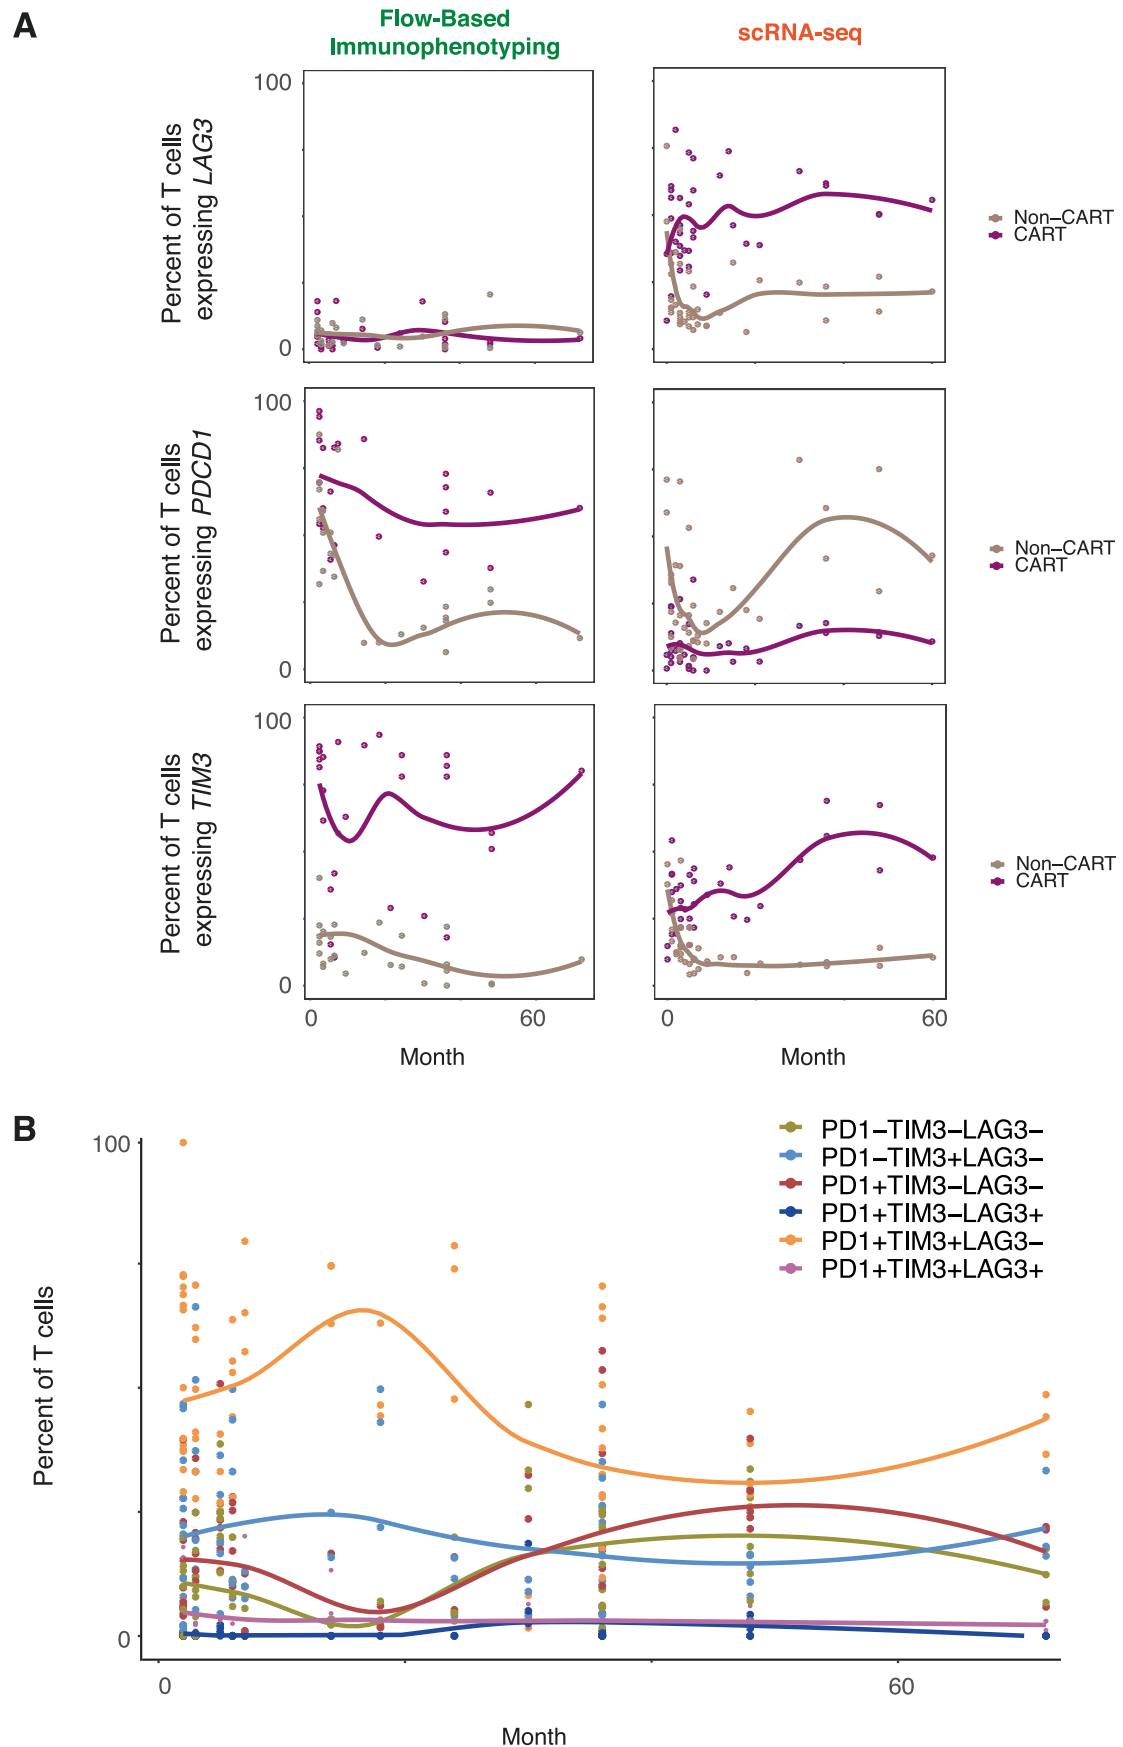 A
Flow-Based
Immunophenotyping
scRNA-seq
Percent of T cells
expressing LAG3
100
0
Non−CART
CART
Percent of T cells
expressing PDCD1
100
0
Non−CART
CART
Percent of T cells
expressing TIM3
100
0
Non−CART
CART
0
60
0
60
Month
Month
B
PD1−TIM3−LAG3−
PD1−TIM3+LAG3−
PD1+TIM3−LAG3−
PD1+TIM3−LAG3+
PD1+TIM3+LAG3−
PD1+TIM3+LAG3+
Percent of T cells
100
0
0
60
Month